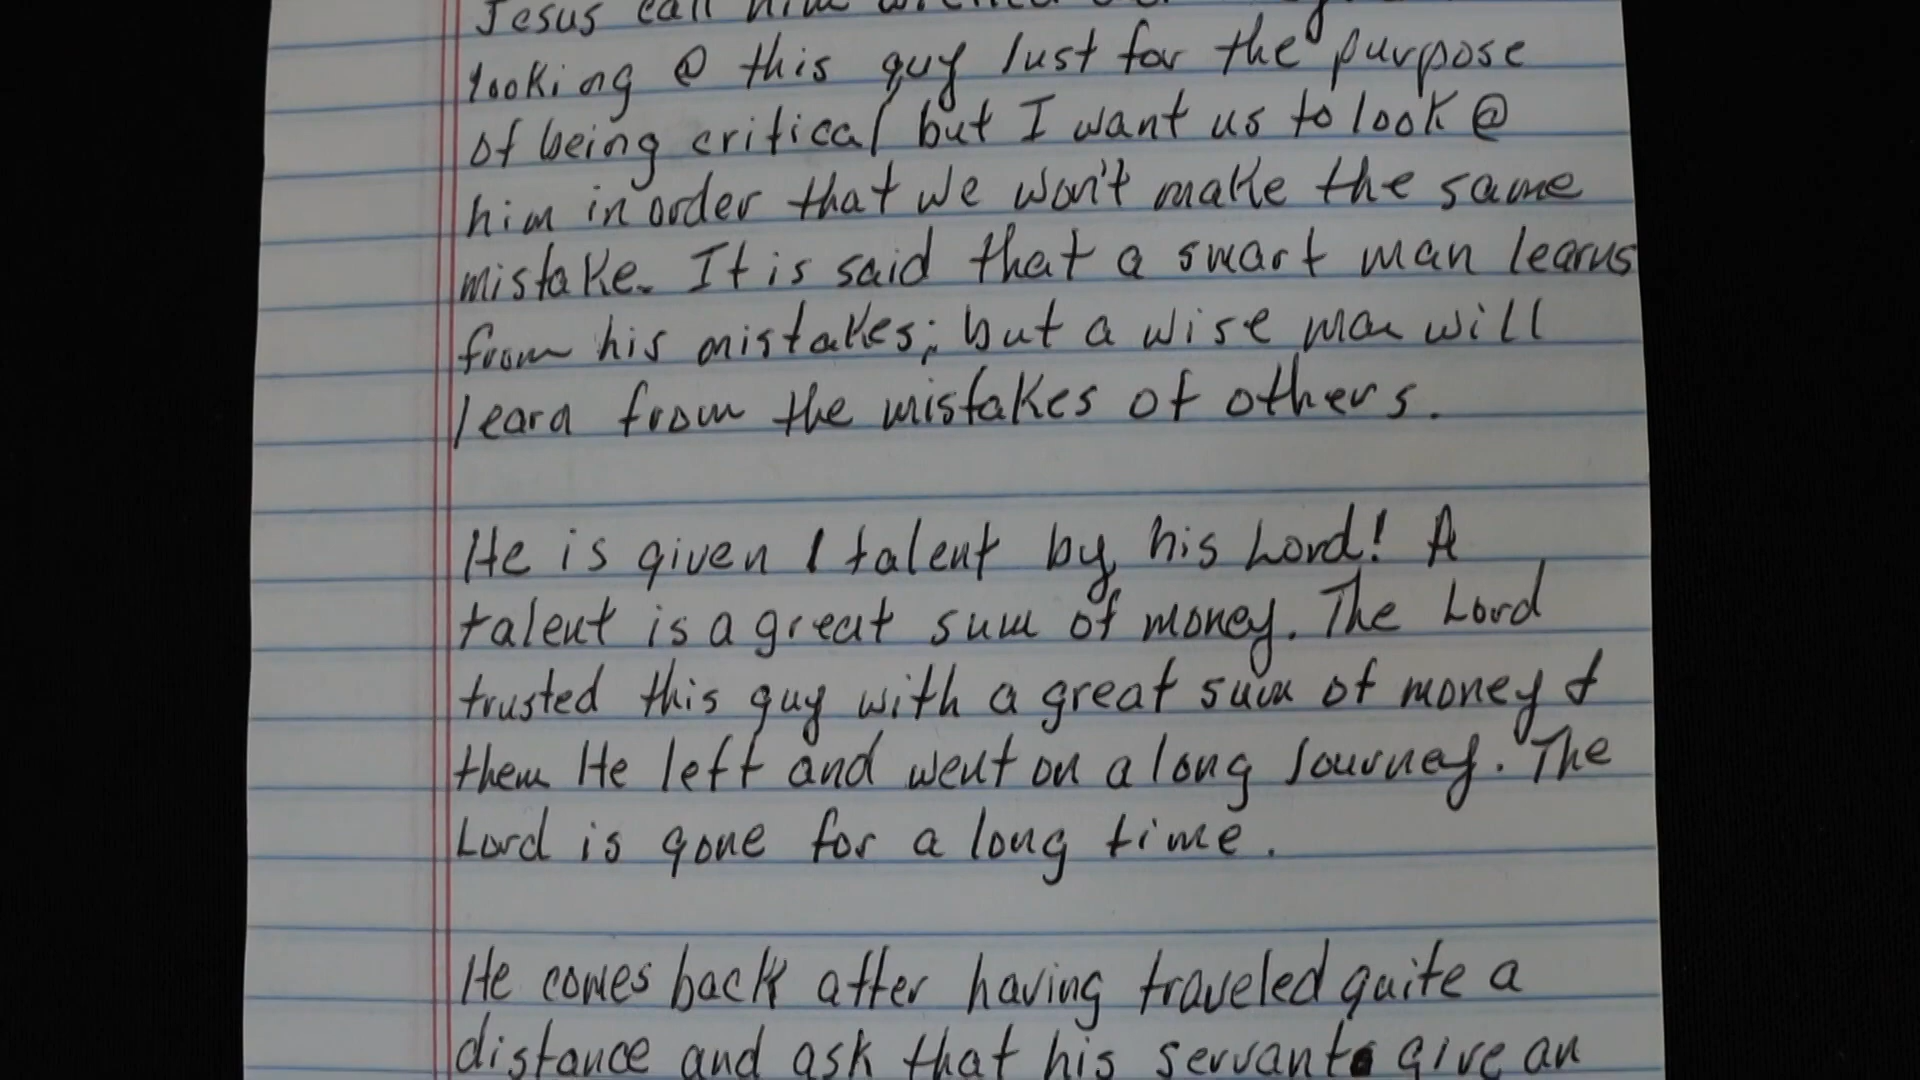 Jesus call him
looking @ this guy just for the purpose
of being critical but I want us to look @
him in order that we won't make the same
mistake. It is said that a smart man learns
from his mistakes; but a wise man will
learn from the mistakes of others.
He is given 1 talent by his Lord! A
talent is a great sum of money. The Lord
trusted this guy with a great sum of money &
them He left and went on a long journey. The
Lord is gone for a long time.
He comes back after having traveled quite a
distance and ask that his servants give an